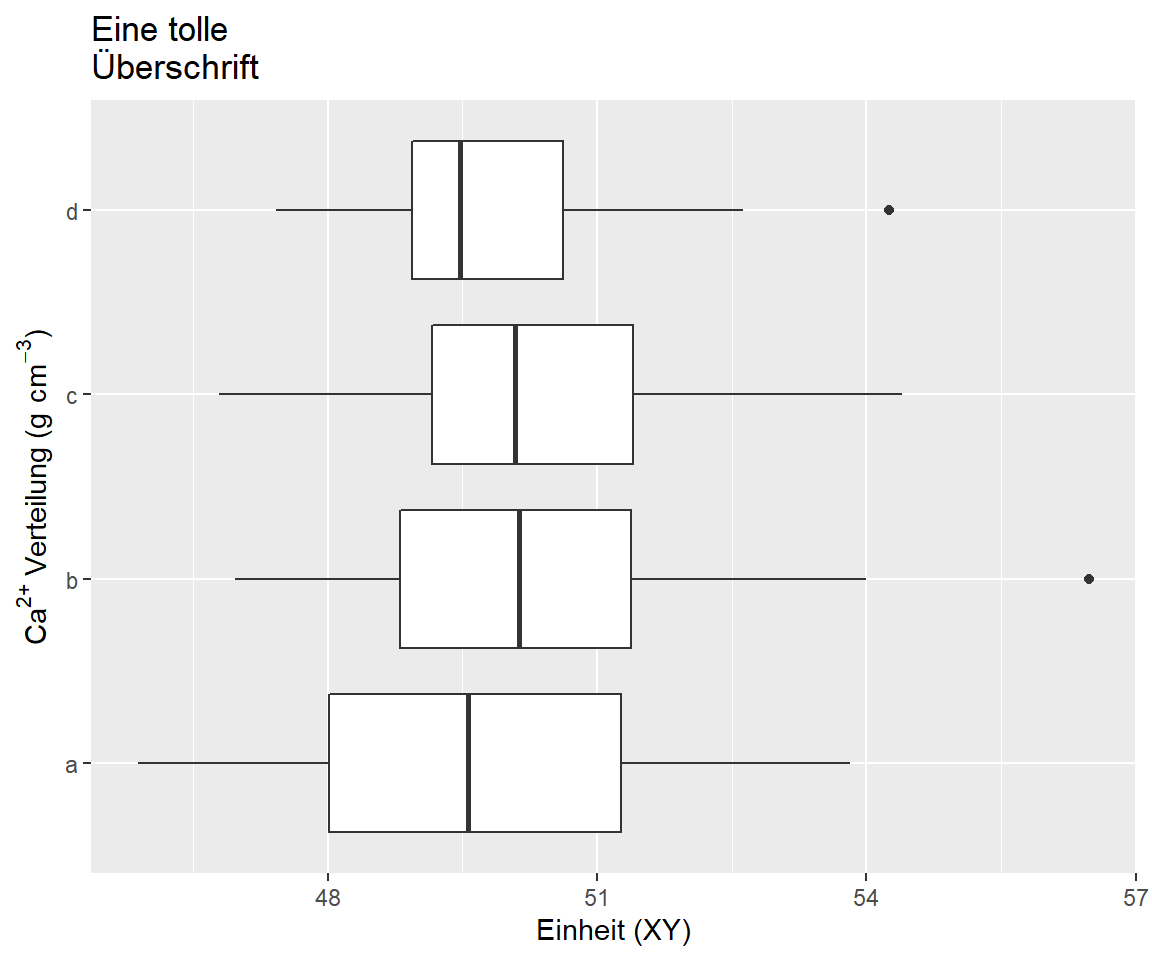 Eine tolle
Überschrift
Ca²⁺ Verteilung (g cm⁻³)
d
c
b
a
48 51 54 57
Einheit (XY)